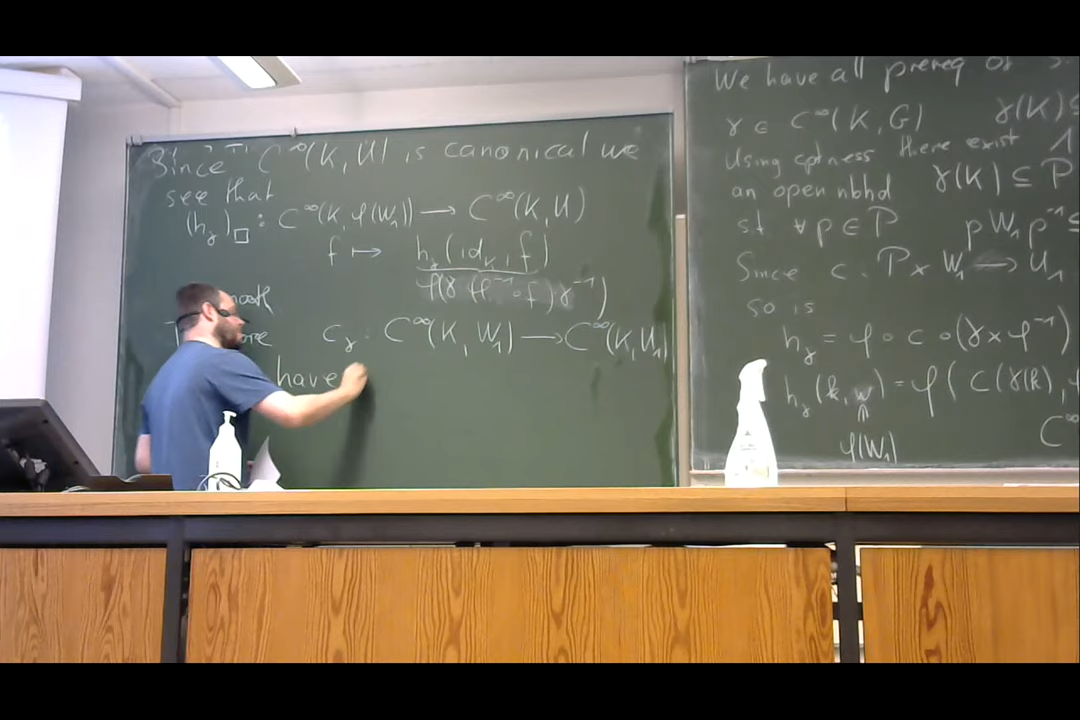 Since "T" C^∞(K, U) is canonical we
see that
(h_γ)_□ : C^∞(K, φ(W_1)) → C^∞(K, U)
f ↦ h_γ(id_K, f)
φ(γ φ^{-1}∘f)γ^{-1})
c_γ : C^∞(K, W_1) → C^∞(K, U_1)
have
We have all prereq of
γ ∈ C^∞(K, G) γ(K) ⊆
Using cptness there exist
an open nbhd γ(K) ⊆ P
st. ∀p ∈ P pW_1p^{-1} ⊆
Since c : P × W_1 → U_1
so is
h_γ = φ ∘ c ∘ (γ × φ^{-1})
h_γ(k, w) = φ( c(γ(k),
φ(W_1)
C^∞